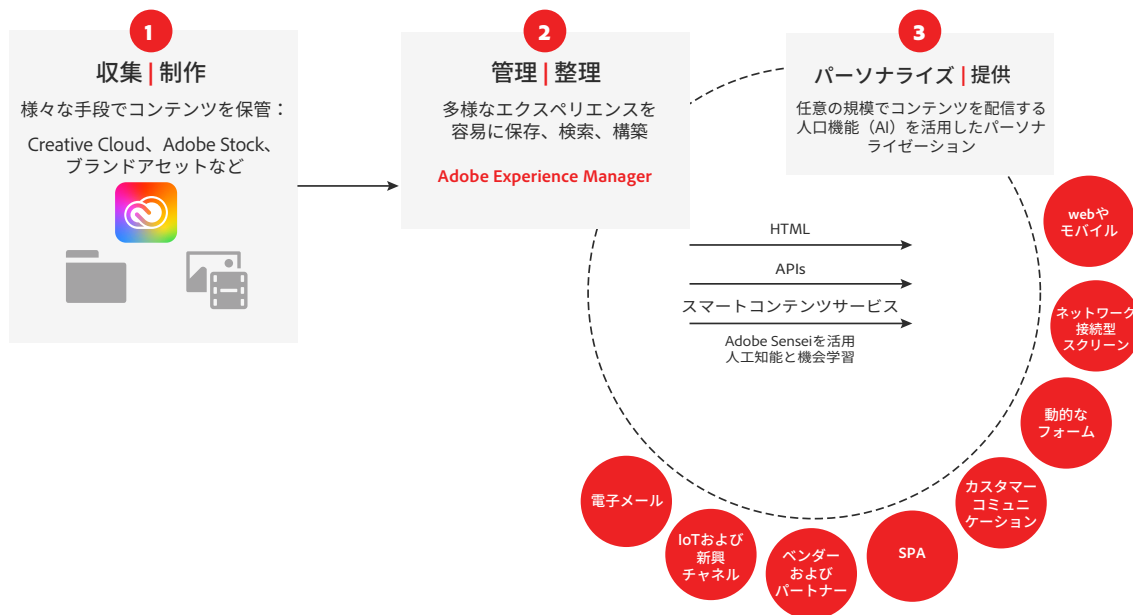 1
収集 | 制作
様々な手段でコンテンツを保管：
Creative Cloud、Adobe Stock、
ブランドアセットなど
2
管理 | 整理
多様なエクスペリエンスを
容易に保存、検索、構築
Adobe Experience Manager
3
パーソナライズ | 提供
任意の規模でコンテンツを配信する
人口機能（AI）を活用したパーソナ
ライゼーション
HTML
APIs
スマートコンテンツサービス
Adobe Senseiを活用
人工知能と機会学習
webや
モバイル
ネットワーク
接続型
スクリーン
動的な
フォーム
カスタマー
コミュニ
ケーション
SPA
ベンダー
および
パートナー
IoTおよび
新興
チャネル
電子メール